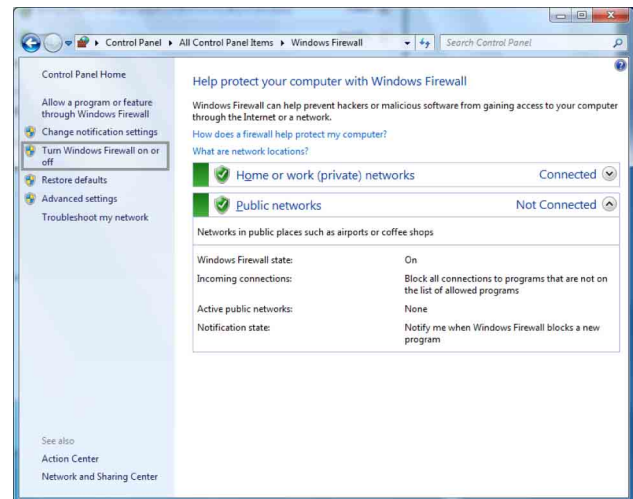 Control Panel ▸ All Control Panel Items ▸ Windows Firewall
Search Control Panel
Control Panel Home
Allow a program or feature
through Windows Firewall
Change notification settings
Turn Windows Firewall on or
off
Restore defaults
Advanced settings
Troubleshoot my network
See also
Action Center
Network and Sharing Center
Help protect your computer with Windows Firewall
Windows Firewall can help prevent hackers or malicious software from gaining access to your computer
through the Internet or a network.
How does a firewall help protect my computer?
What are network locations?
Home or work (private) networks Connected
Public networks Not Connected
Networks in public places such as airports or coffee shops
Windows Firewall state: On
Incoming connections: Block all connections to programs that are not on
the list of allowed programs
Active public networks: None
Notification state: Notify me when Windows Firewall blocks a new
program